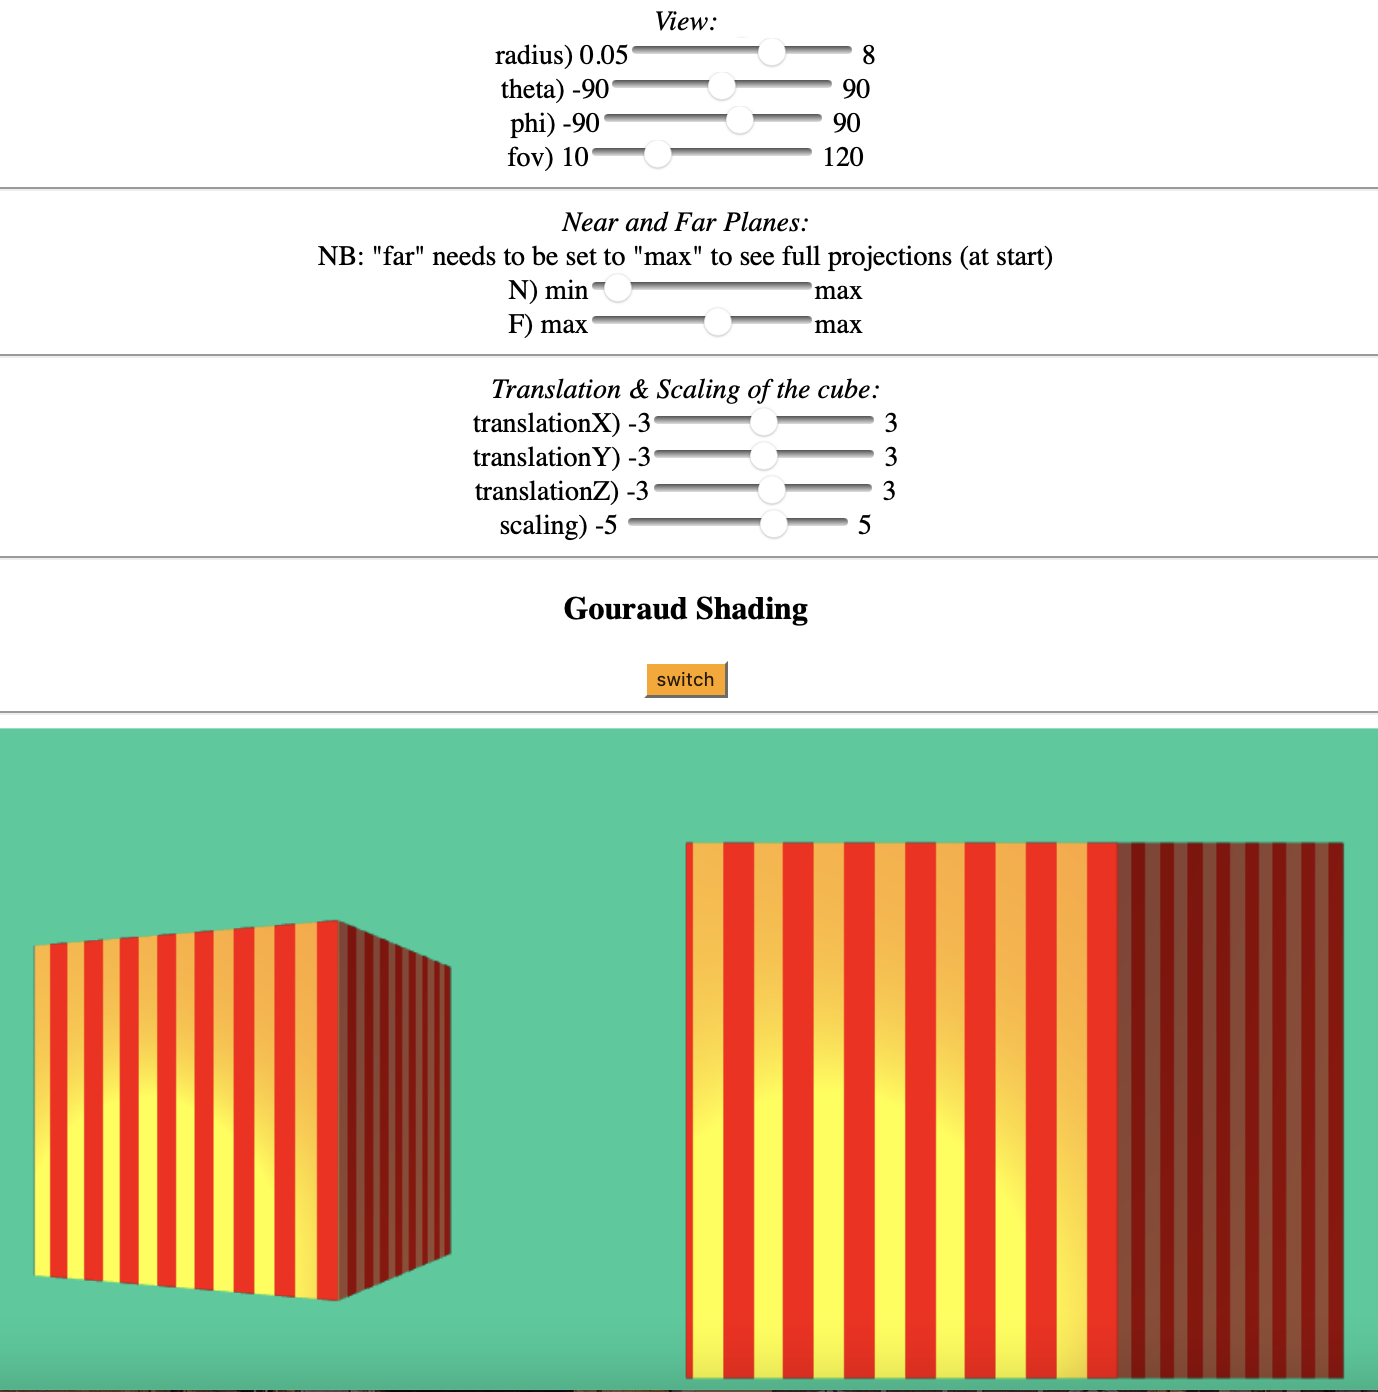 View:
radius) 0.05 8
theta) -90 90
phi) -90 90
fov) 10 120
Near and Far Planes:
NB: "far" needs to be set to "max" to see full projections (at start)
N) min max
F) max max
Translation & Scaling of the cube:
translationX) -3 3
translationY) -3 3
translationZ) -3 3
scaling) -5 5
Gouraud Shading
switch